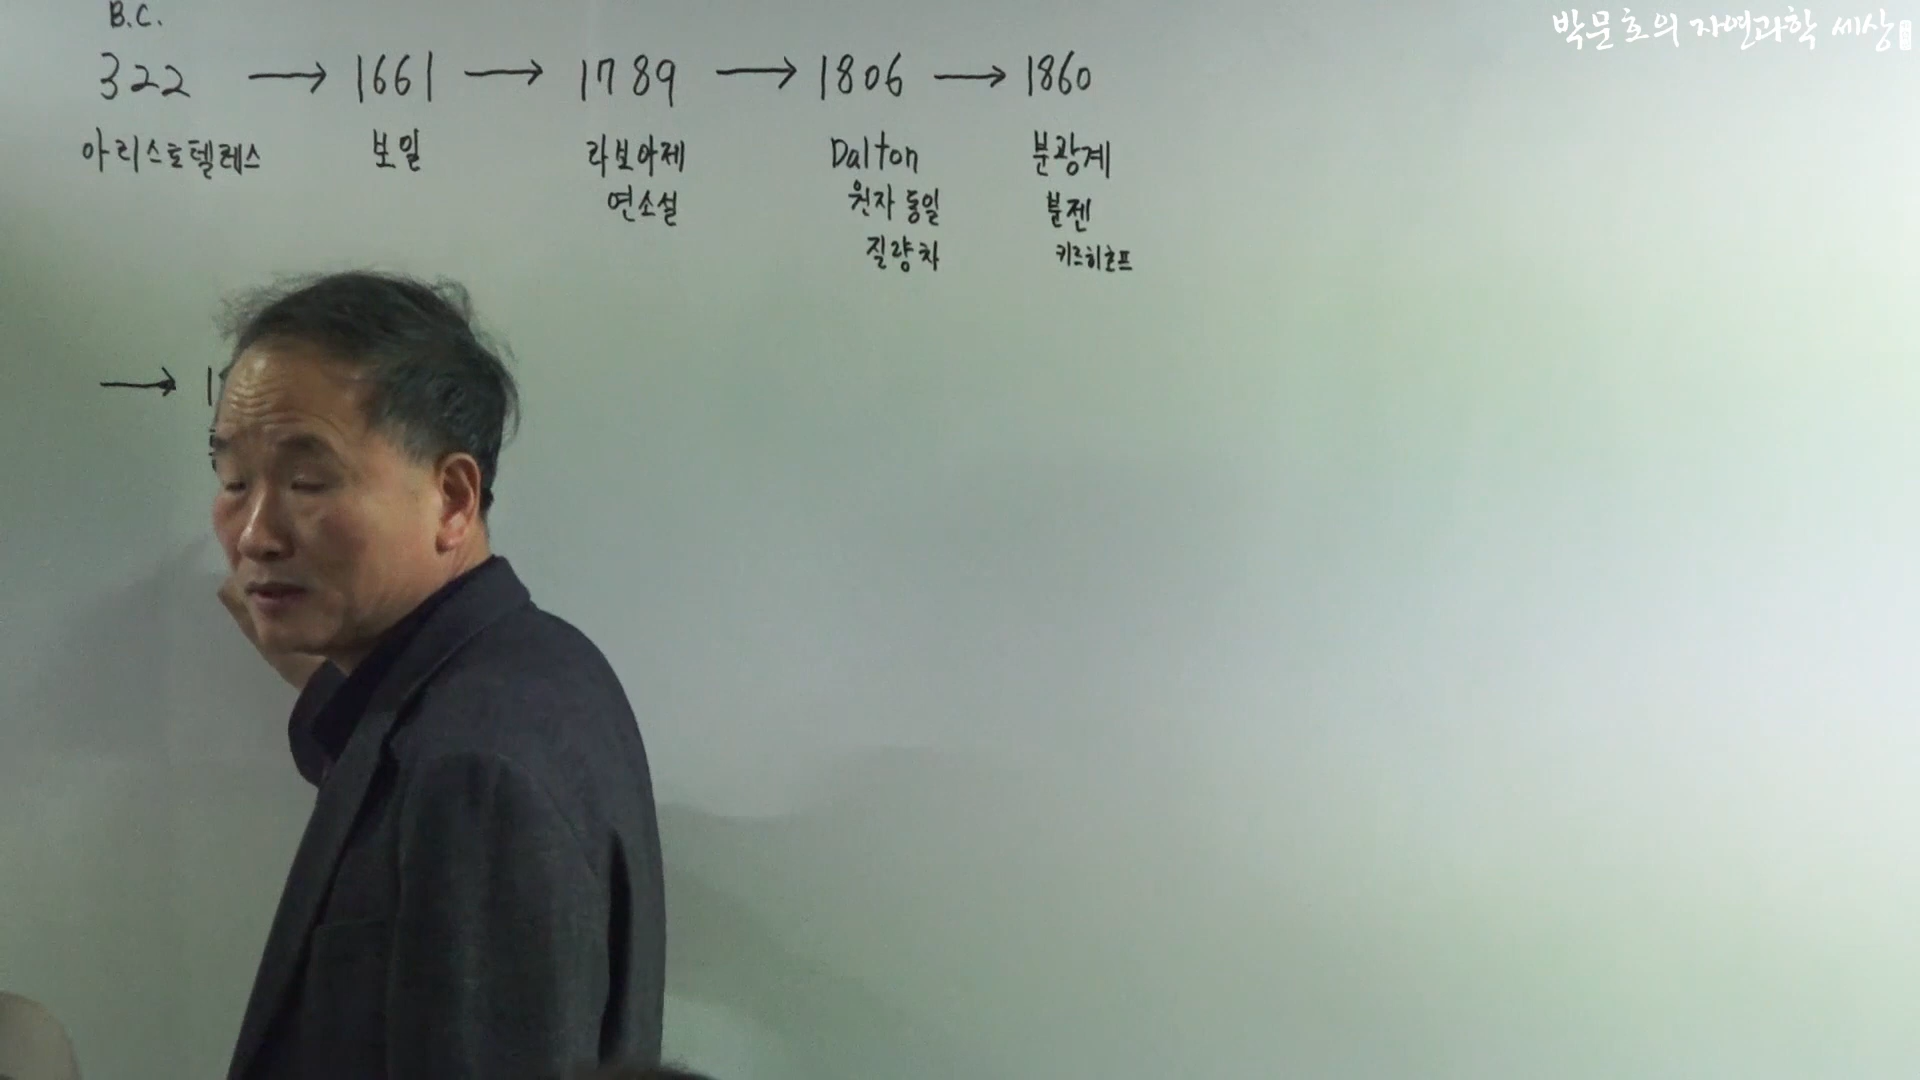 박문호의 자연과학 세상
B.C.
322 → 1661 → 1789 → 1806 → 1860
아리스토텔레스 보일 라보아제 Dalton 분광계
연소설 원자 동일 분젠
질량차 키르히호프
→ 1